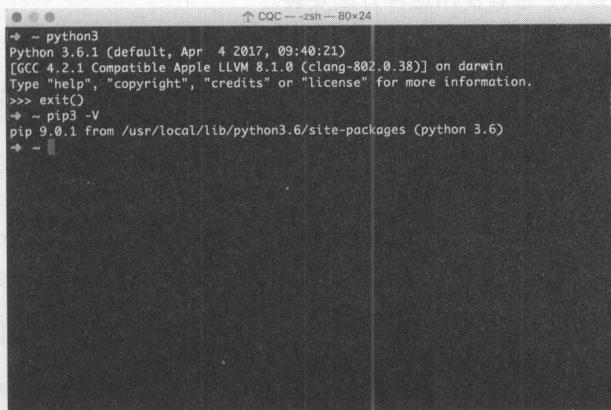 CQC — -zsh — 80×24
➜ ~ python3
Python 3.6.1 (default, Apr  4 2017, 09:40:21)
[GCC 4.2.1 Compatible Apple LLVM 8.1.0 (clang-802.0.38)] on darwin
Type "help", "copyright", "credits" or "license" for more information.
>>> exit()
➜ ~ pip3 -V
pip 9.0.1 from /usr/local/lib/python3.6/site-packages (python 3.6)
➜ ~